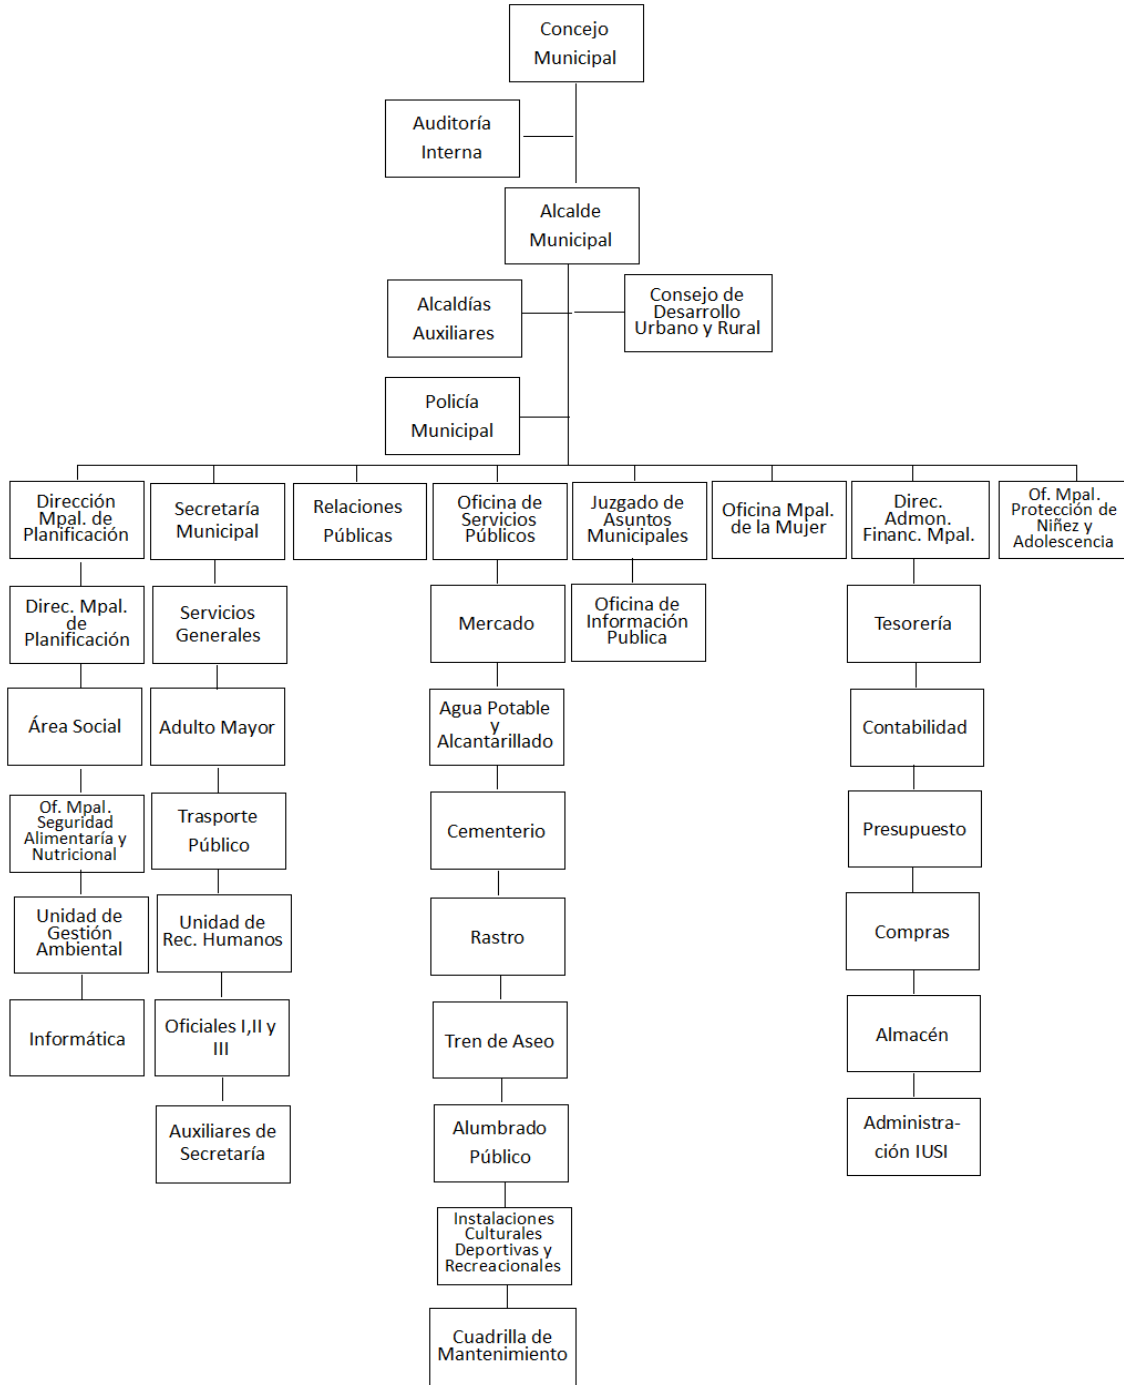 Concejo
Municipal
Auditoría
Interna
Alcalde
Municipal
Alcaldías
Auxiliares
Consejo de
Desarrollo
Urbano y Rural
Policía
Municipal
Dirección
Mpal. de
Planificación
Secretaría
Municipal
Relaciones
Públicas
Oficina de
Servicios
Públicos
Juzgado de
Asuntos
Municipales
Oficina Mpal.
de la Mujer
Direc.
Admon.
Financ. Mpal.
Of. Mpal.
Protección de
Niñez y
Adolescencia
Direc. Mpal.
de
Planificación
Servicios
Generales
Mercado
Oficina de
Información
Publica
Tesorería
Área Social
Adulto Mayor
Agua Potable
y
Alcantarillado
Contabilidad
Of. Mpal.
Seguridad
Alimentaría y
Nutricional
Trasporte
Público
Cementerio
Presupuesto
Unidad de
Gestión
Ambiental
Unidad de
Rec. Humanos
Rastro
Compras
Informática
Oficiales I,II y
III
Tren de Aseo
Almacén
Auxiliares de
Secretaría
Alumbrado
Público
Administra-
ción IUSI
Instalaciones
Culturales
Deportivas y
Recreacionales
Cuadrilla de
Mantenimiento